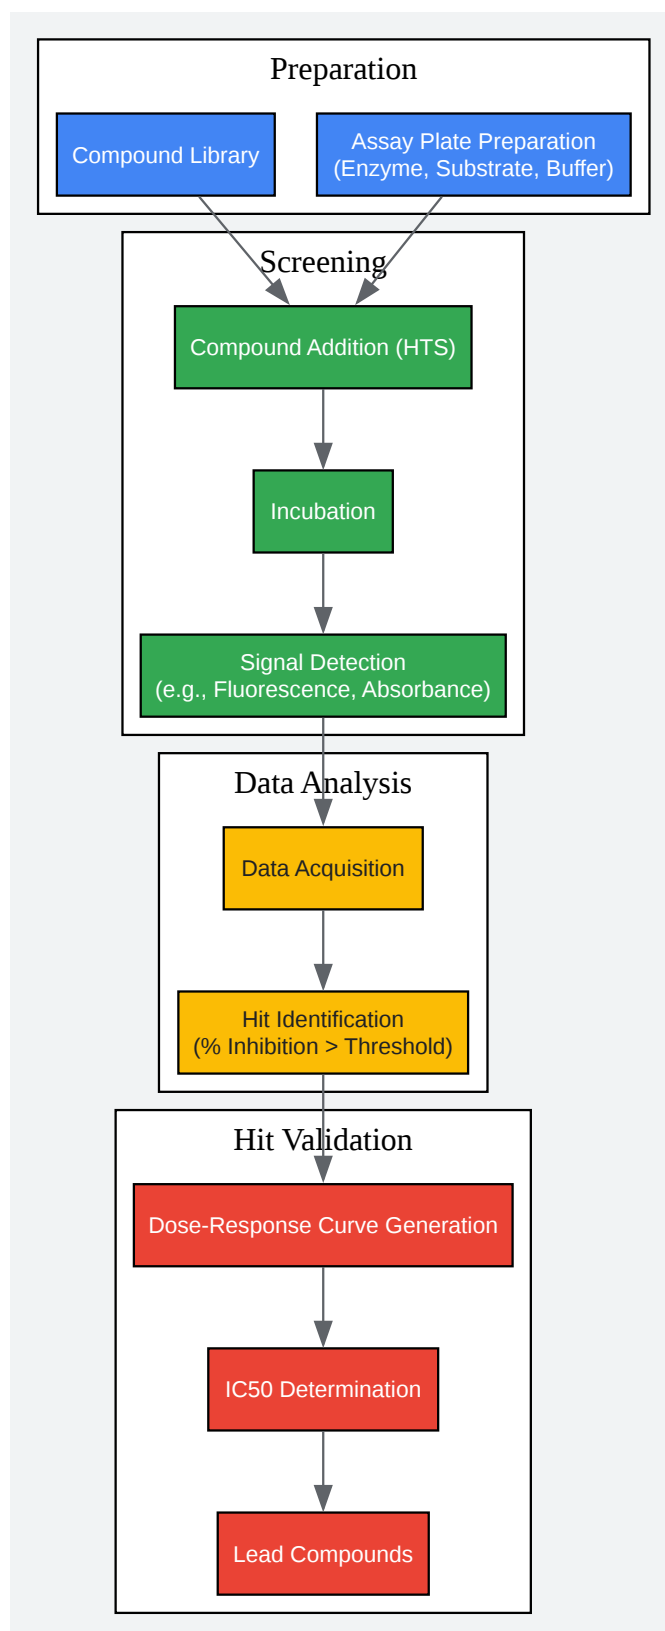 Preparation
Compound Library
Assay Plate Preparation
(Enzyme, Substrate, Buffer)
Screening
Compound Addition (HTS)
Incubation
Signal Detection
(e.g., Fluorescence, Absorbance)
Data Analysis
Data Acquisition
Hit Identification
(% Inhibition > Threshold)
Hit Validation
Dose-Response Curve Generation
IC50 Determination
Lead Compounds